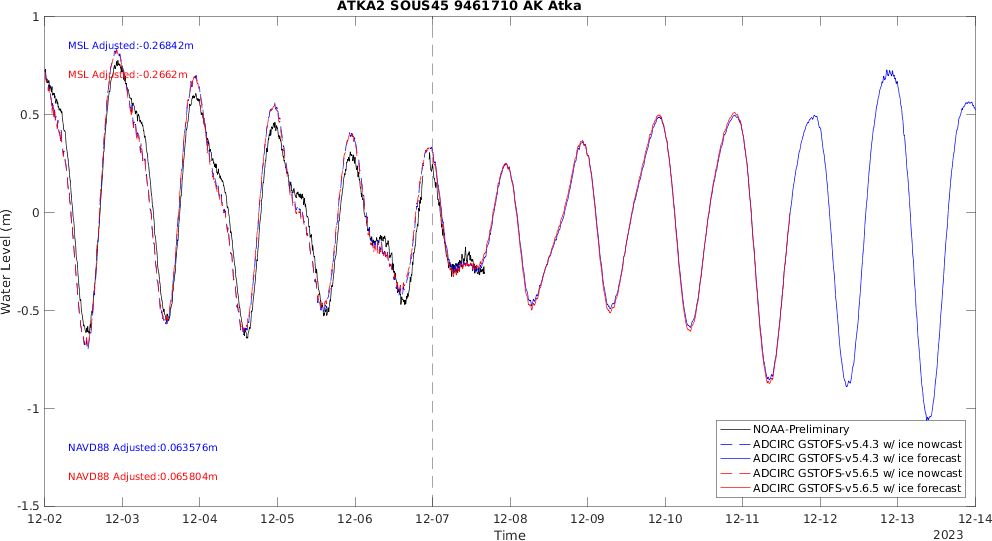 ATKA2 SOUS45 9461710 AK Atka
MSL Adjusted:-0.26842m
MSL Adjusted:-0.2662m
NAVD88 Adjusted:0.063576m
NAVD88 Adjusted:0.065804m
Water Level (m)
1
0.5
0
-0.5
-1
-1.5
NOAA-Preliminary
ADCIRC GSTOFS-v5.4.3 w/ ice nowcast
ADCIRC GSTOFS-v5.4.3 w/ ice forecast
ADCIRC GSTOFS-v5.6.5 w/ ice nowcast
ADCIRC GSTOFS-v5.6.5 w/ ice forecast
12-02 12-03 12-04 12-05 12-06 12-07 12-08 12-09 12-10 12-11 12-12 12-13 12-14
Time
2023